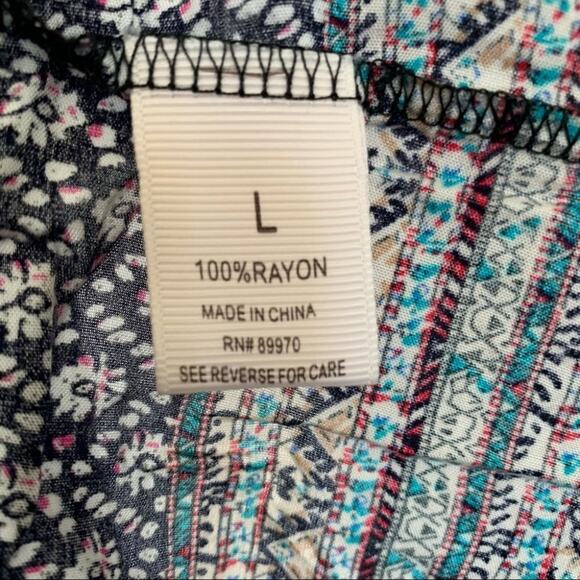 L
100%RAYON
MADE IN CHINA
RN# 89970
SEE REVERSE FOR CARE